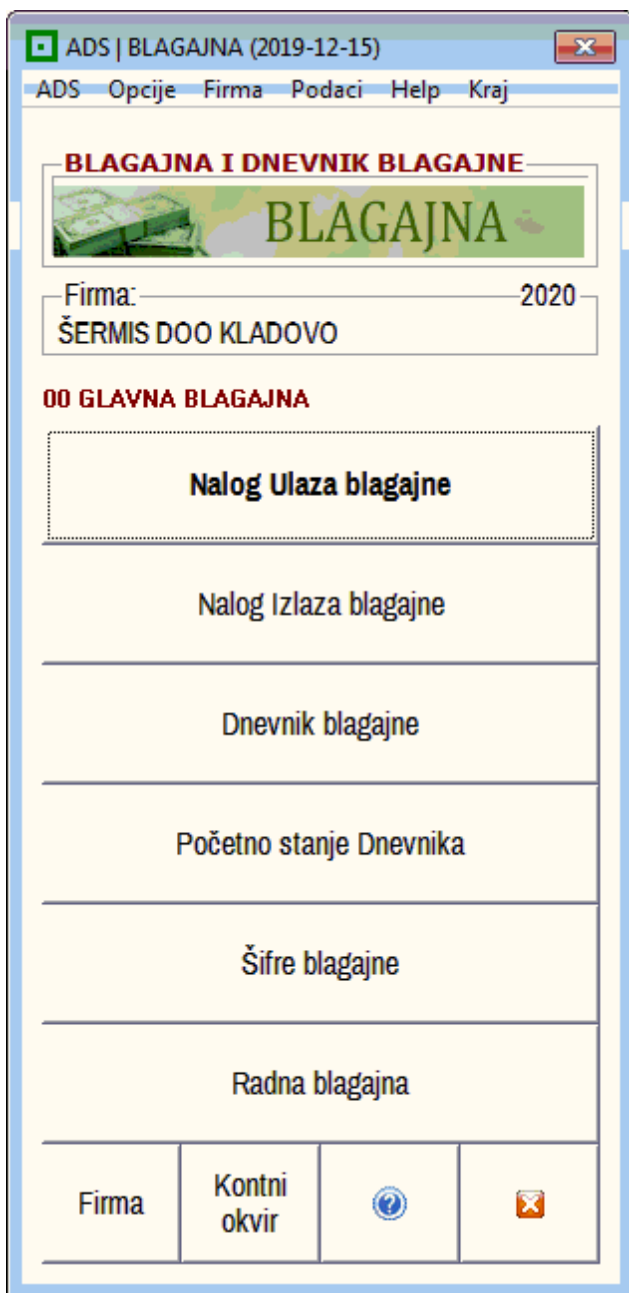 ADS | BLAGAJNA (2019-12-15)
ADS Opcije Firma Podaci Help Kraj
BLAGAJNA I DNEVNIK BLAGAJNE
BLAGAJNA
Firma: 2020
ŠERMIS DOO KLADOVO
00 GLAVNA BLAGAJNA
Nalog Ulaza blagajne
Nalog Izlaza blagajne
Dnevnik blagajne
Početno stanje Dnevnika
Šifre blagajne
Radna blagajna
Firma
Kontni
okvir